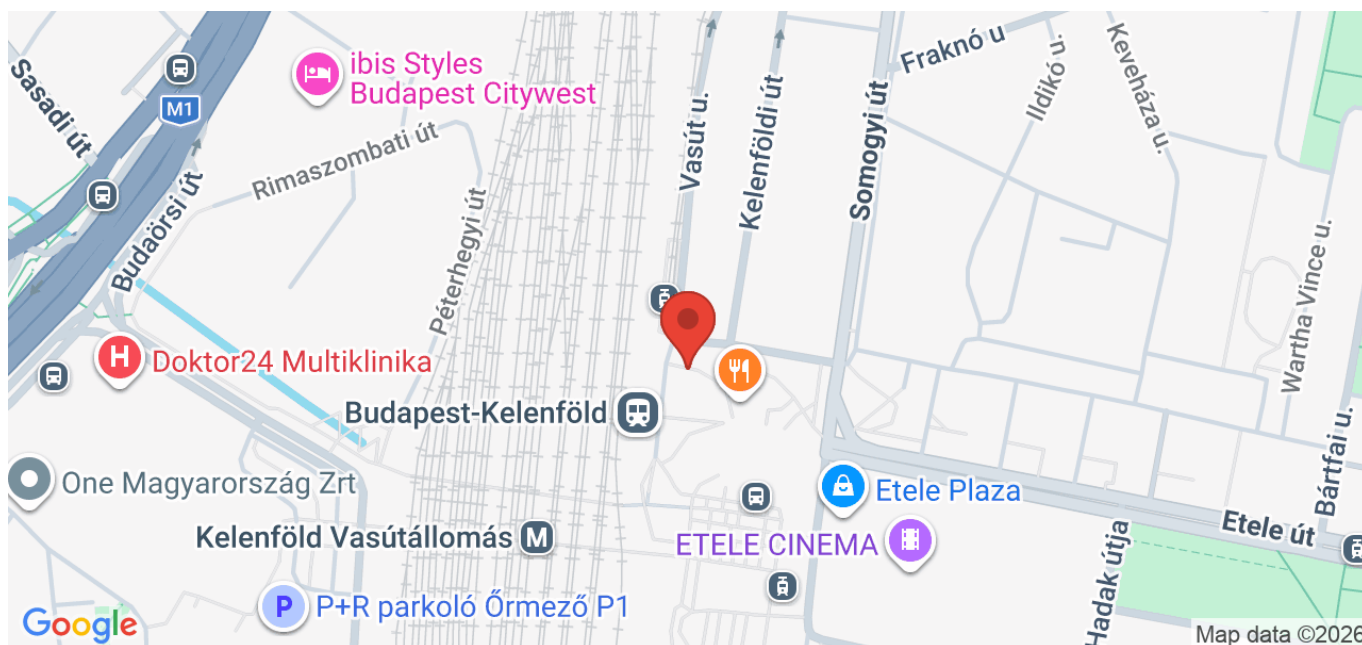 Sasadi út
M1
ibis Styles
Budapest Citywest
Rimaszombati út
Budaörsi út
Péterhegyi út
Vasút u.
Kelenföldi út
Somogyi út
Fraknó u
Ildikó u.
Keveháza u.
Wartha Vince u.
Bártfai u.
H
Doktor24 Multiklinika
Budapest-Kelenföld
One Magyarország Zrt
Kelenföld Vasútállomás
M
Etele Plaza
ETELE CINEMA
Etele út
Hadak útja
P
P+R parkoló Őrmező P1
Google
Map data ©2026